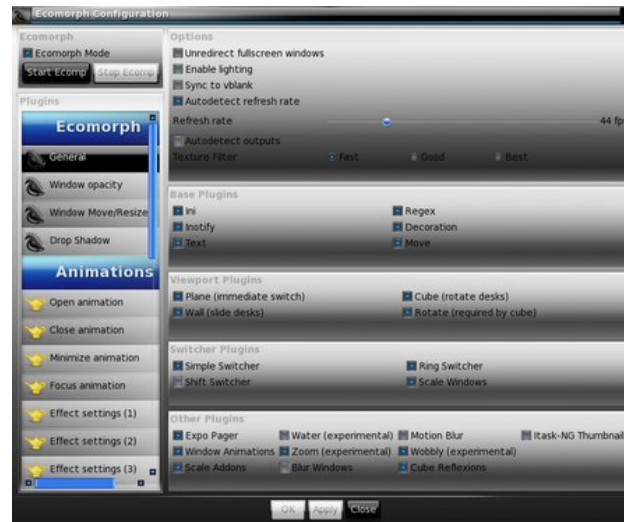 Ecomorph Configuration
Ecomorph
Ecomorph Mode
Start Ecomp Stop Ecomp
Plugins
Ecomorph
General
Window opacity
Window Move/Resize
Drop Shadow
Animations
Open animation
Close animation
Minimize animation
Focus animation
Effect settings (1)
Effect settings (2)
Effect settings (3)
Options
Unredirect fullscreen windows
Enable lighting
Sync to vblank
Autodetect refresh rate
Refresh rate 44 fp
Autodetect outputs
Texture Filter Fast Good Best
Base Plugins
Ini Regex
Inotify Decoration
Text Move
Viewport Plugins
Plane (immediate switch) Cube (rotate desks)
Wall (slide desks) Rotate (required by cube)
Switcher Plugins
Simple Switcher Ring Switcher
Shift Switcher Scale Windows
Other Plugins
Expo Pager Water (experimental) Motion Blur Itask-NG Thumbnail
Window Animations Zoom (experimental) Wobbly (experimental)
Scale Addons Blur Windows Cube Reflexions
OK Apply Close